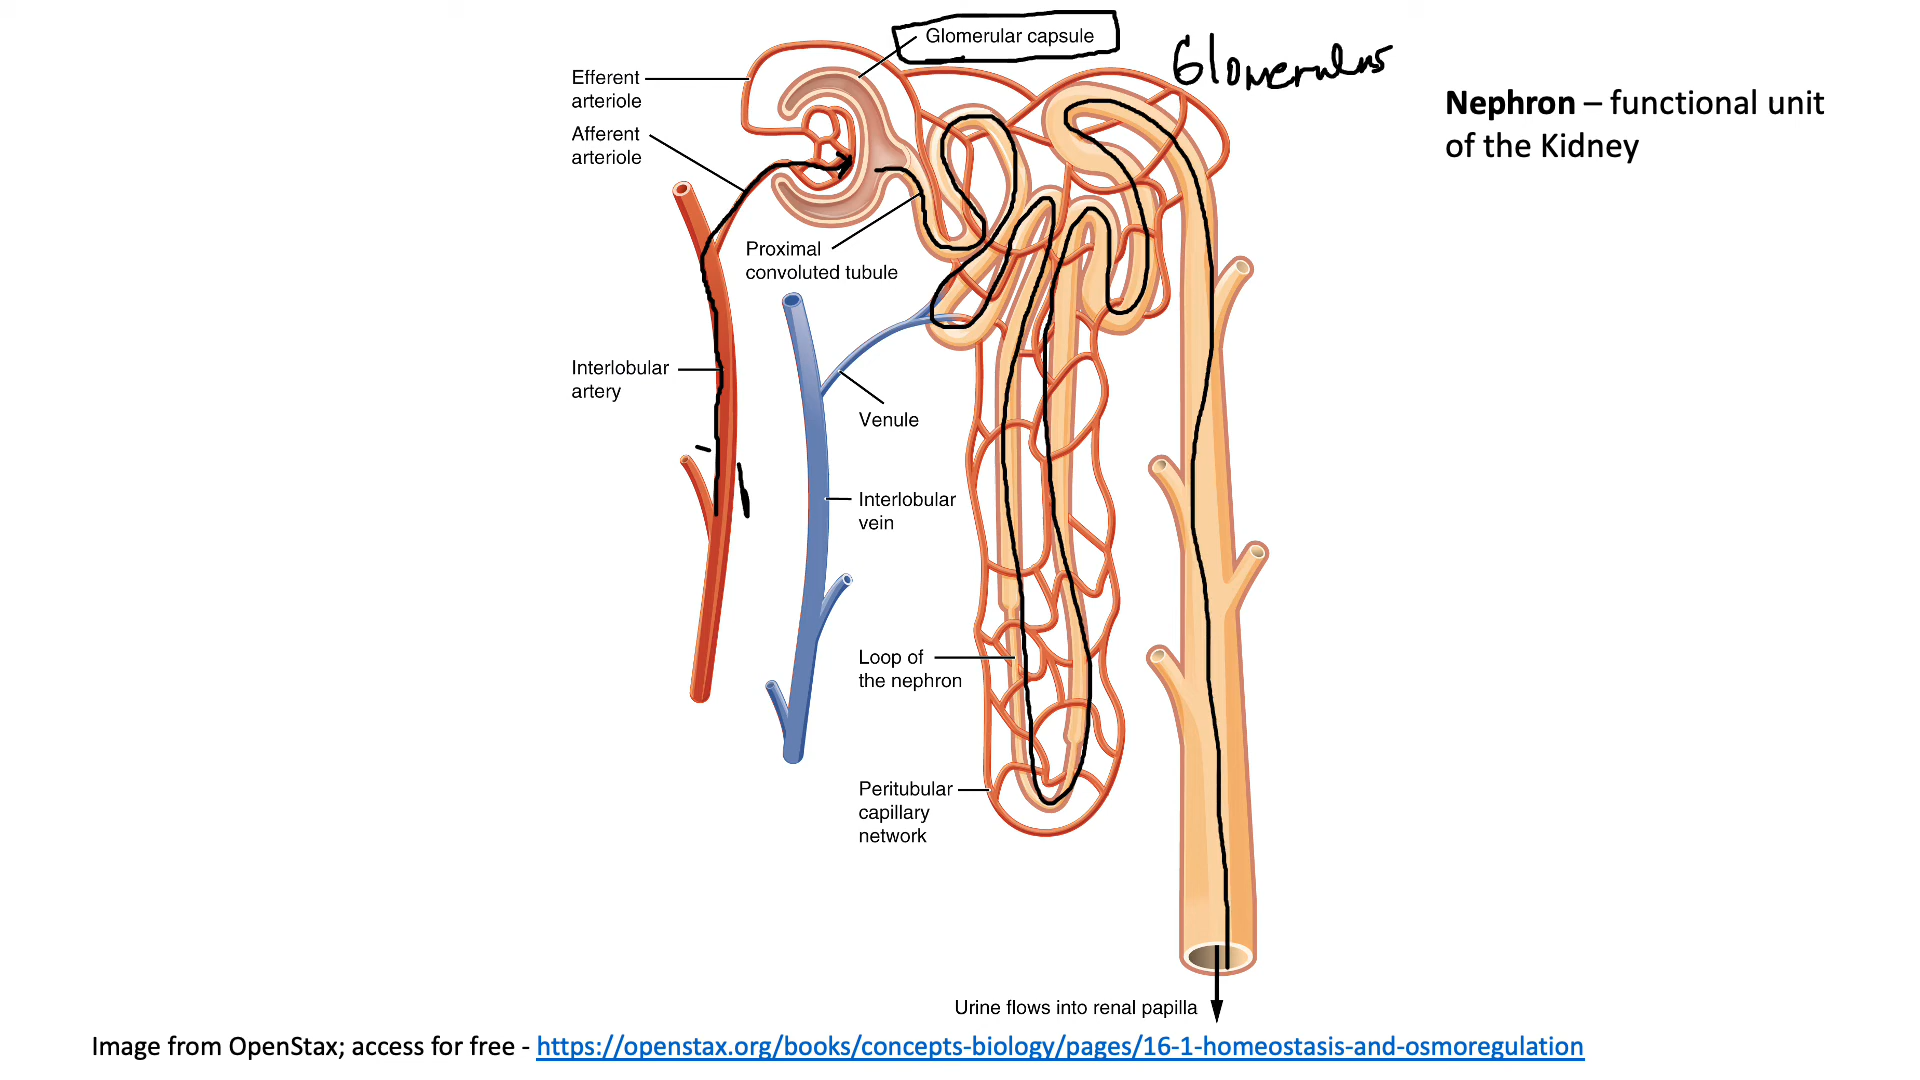 Glomerular capsule
Glomerulus
Efferent
arteriole
Afferent
arteriole
Nephron – functional unit
of the Kidney
Proximal
convoluted tubule
Interlobular
artery
Venule
Interlobular
vein
Loop of
the nephron
Peritubular
capillary
network
Urine flows into renal papilla
Image from OpenStax; access for free - https://openstax.org/books/concepts-biology/pages/16-1-homeostasis-and-osmoregulation